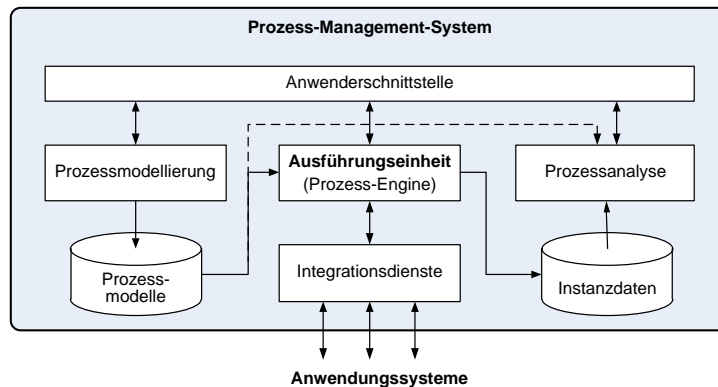 Prozess-Management-System
Anwenderschnittstelle
Prozessmodellierung
Ausführungseinheit
(Prozess-Engine)
Prozessanalyse
Prozess-
modelle
Integrationsdienste
Instanzdaten
Anwendungssysteme